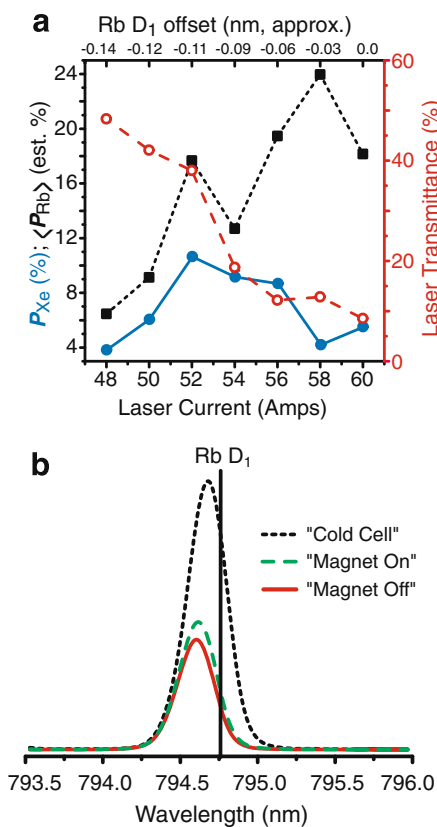 a
Rb D1 offset (nm, approx.)
-0.14 -0.12 -0.11 -0.09 -0.06 -0.03 0.0
24
20
16
12
8
4
PXe (%); ⟨PRb⟩ (est. %)
60
40
20
0
Laser Transmittance (%)
48 50 52 54 56 58 60
Laser Current (Amps)
b
Rb D1
"Cold Cell"
"Magnet On"
"Magnet Off"
793.5 794.0 794.5 795.0 795.5 796.0
Wavelength (nm)